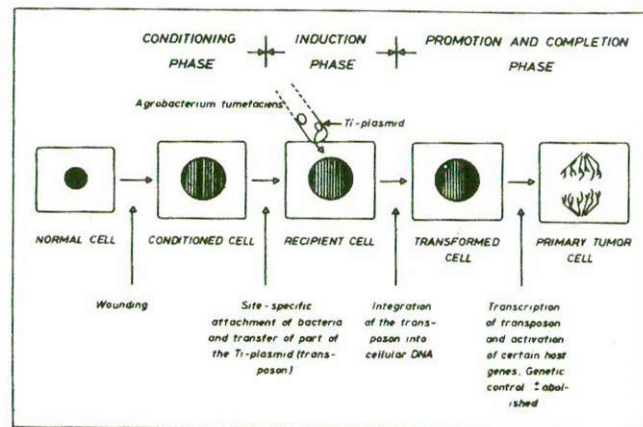 CONDITIONING PHASE
INDUCTION PHASE
PROMOTION AND COMPLETION PHASE
Agrobacterium tumefaciens
Ti-plasmid
NORMAL CELL
CONDITIONED CELL
RECIPIENT CELL
TRANSFORMED CELL
PRIMARY TUMOR CELL
Wounding
Site-specific
attachment of bacteria
and transfer of part of
the Ti-plasmid (trans-
poson)
Integration
of the trans-
poson into
cellular DNA
Transcription
of transposon
and activation
of certain host
genes, Genetic
control ± abol-
ished